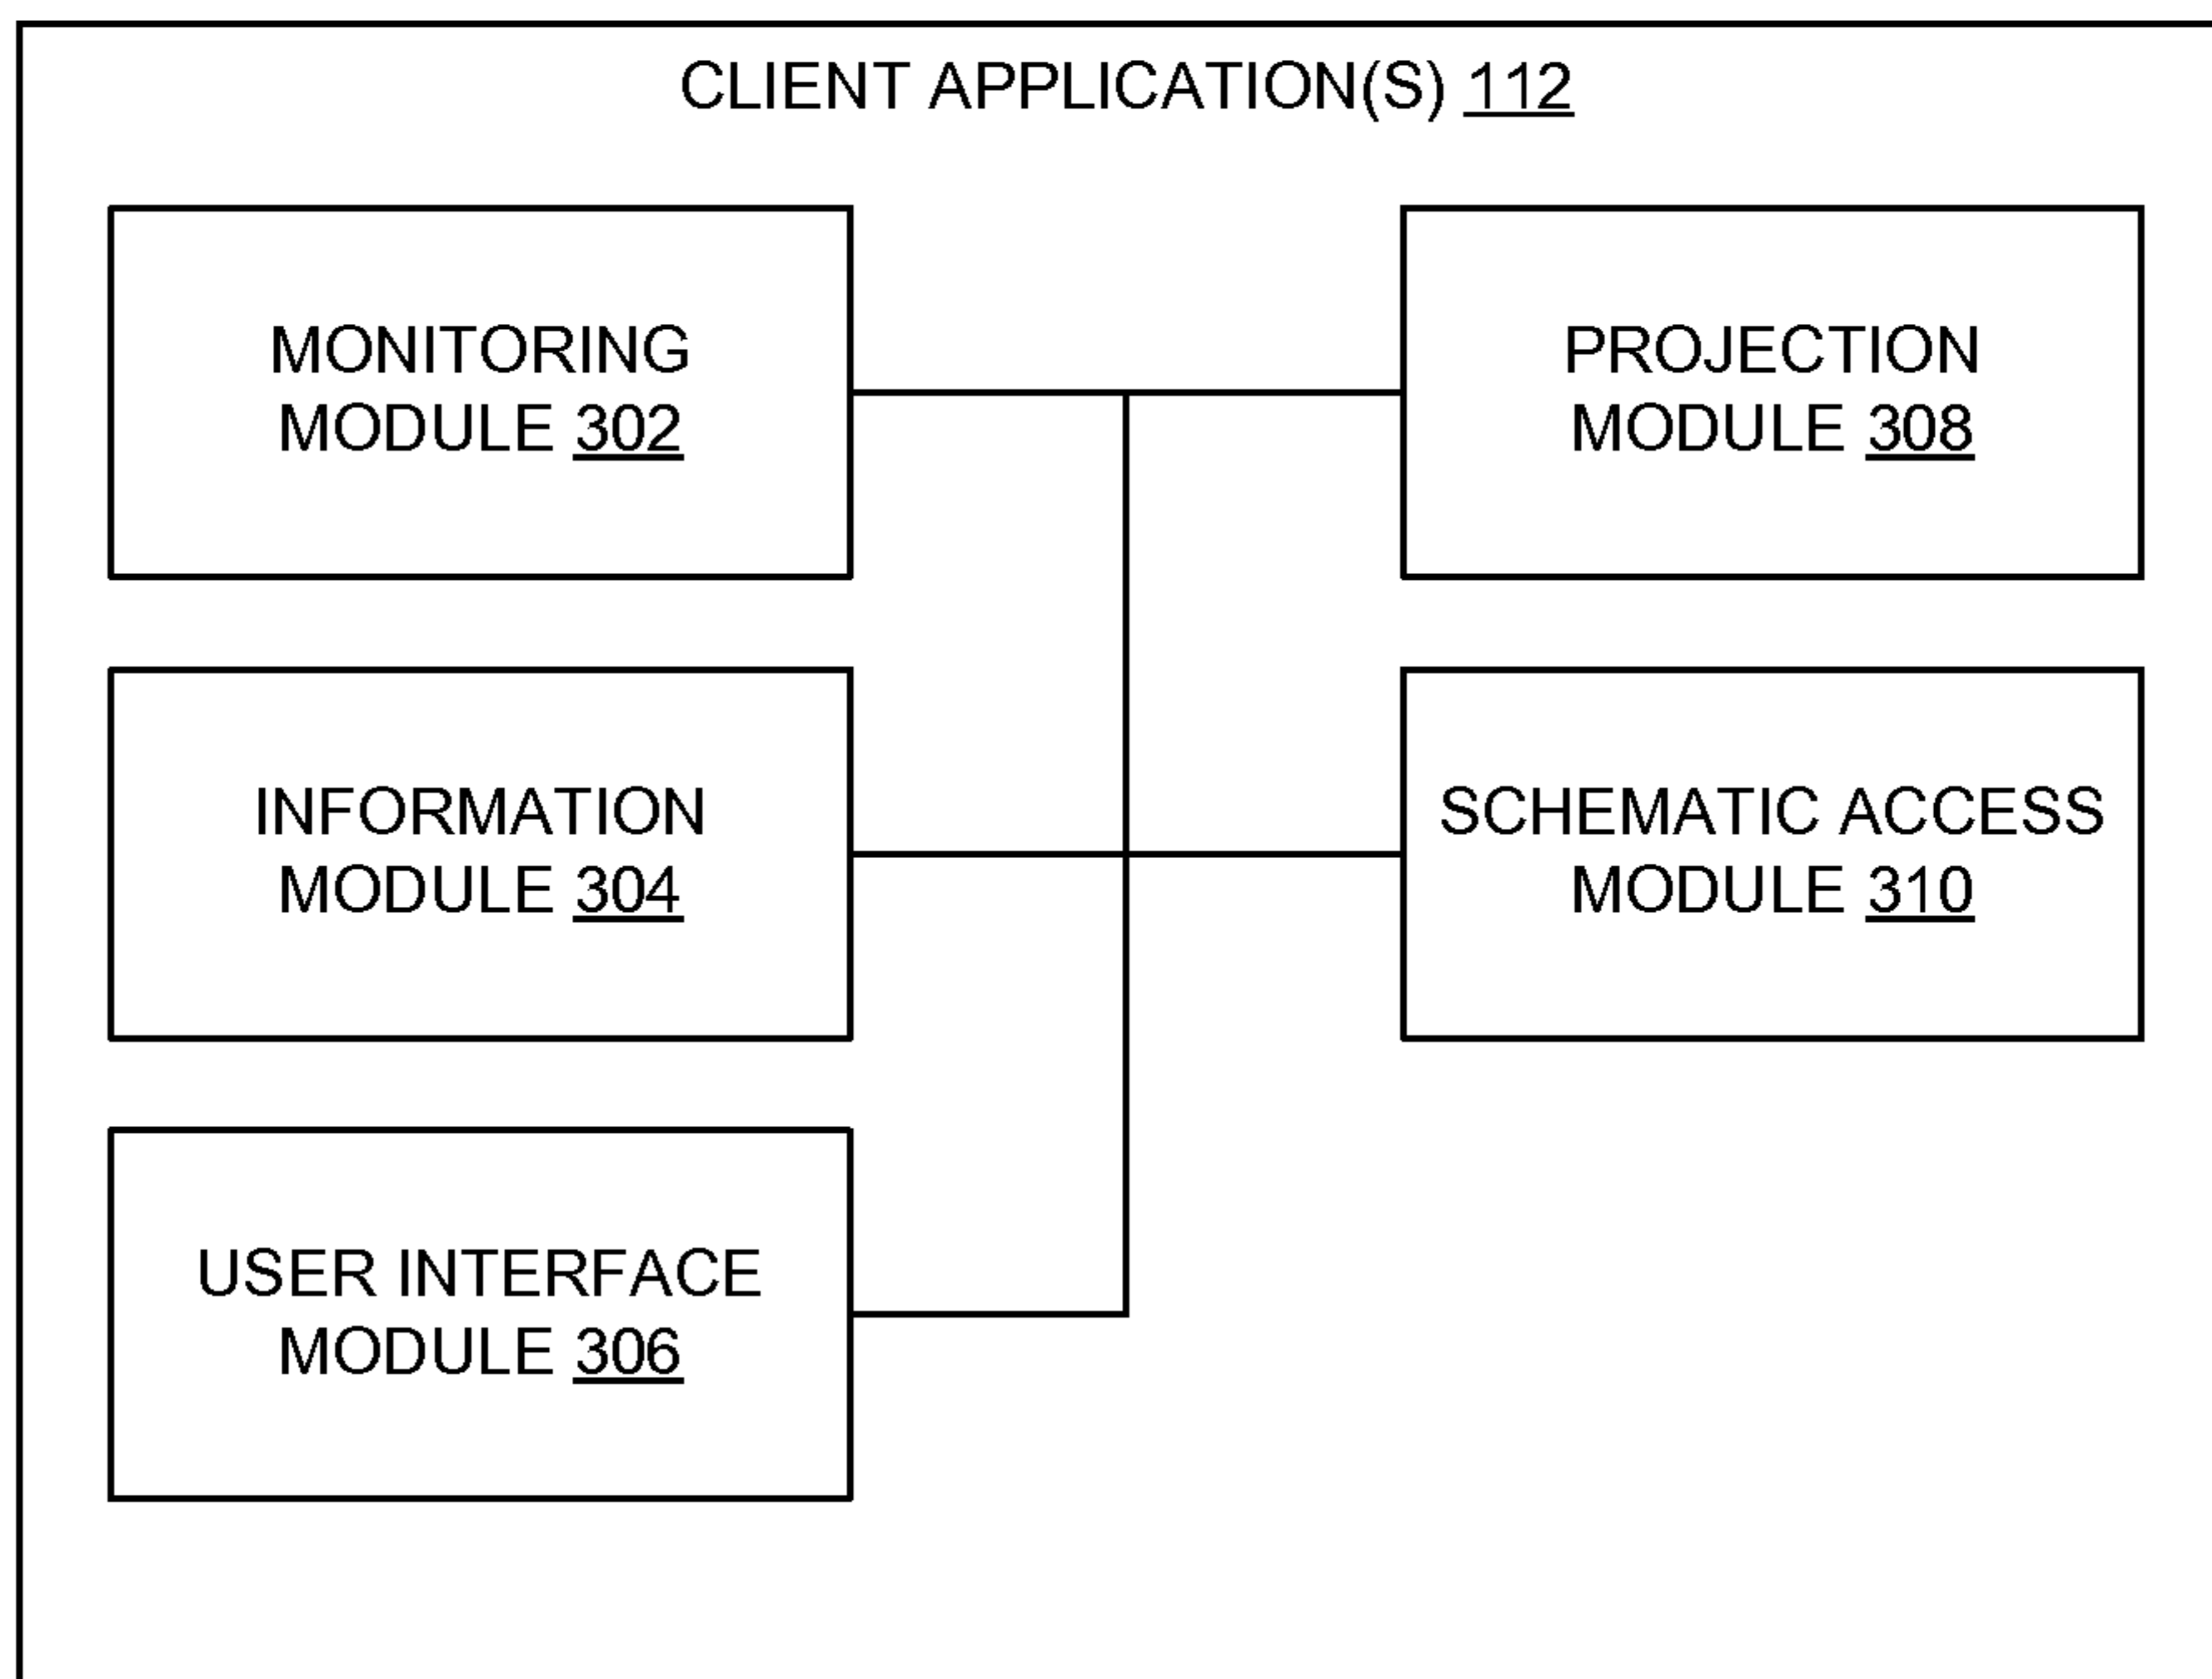 CLIENT APPLICATION(S) 112
MONITORING
MODULE 302
PROJECTION
MODULE 308
INFORMATION
MODULE 304
SCHEMATIC ACCESS
MODULE 310
USER INTERFACE
MODULE 306